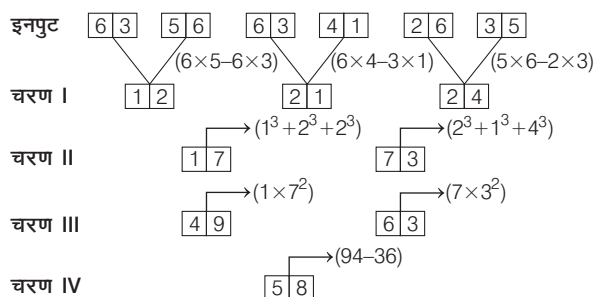 इनपुट 6 3 5 6 6 3 4 1 2 6 3 5
(6×5–6×3) (6×4–3×1) (5×6–2×3)
चरण I 1 2 2 1 2 4
(1³+2³+2³) (2³+1³+4³)
चरण II 1 7 7 3
(1×7²) (7×3²)
चरण III 4 9 6 3
(94–36)
चरण IV 5 8